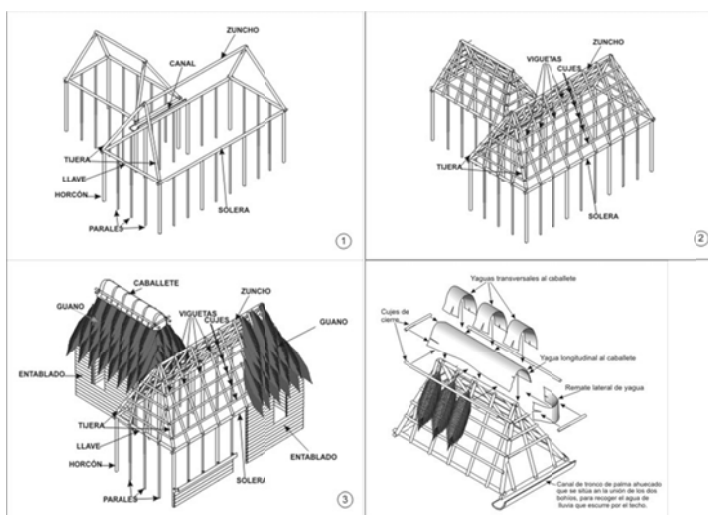 ZUNCHO
CANAL
TIJERA
LLAVE
HORCÓN
PARALES
SOLERA
1
ZUNCHO
VIGUETAS
CUJES
TIJERA
SOLERA
2
CABALLETE
GUANO
VIGUETAS
CUJES
ZUNCIO
GUANO
ENTABLADO
TIJERA
LLAVE
HORCÓN
PARALES
SOLERA
ENTABLADO
3
Yaguas transversales al caballete
Cujes de
cierre
Yagua longitudinal al caballete
Remate lateral de yagua
Canal de tronco de palma ahuecado
que se sitúa en la unión de los dos
bohíos, para recoger el agua de
lluvia que escurre por el techo.